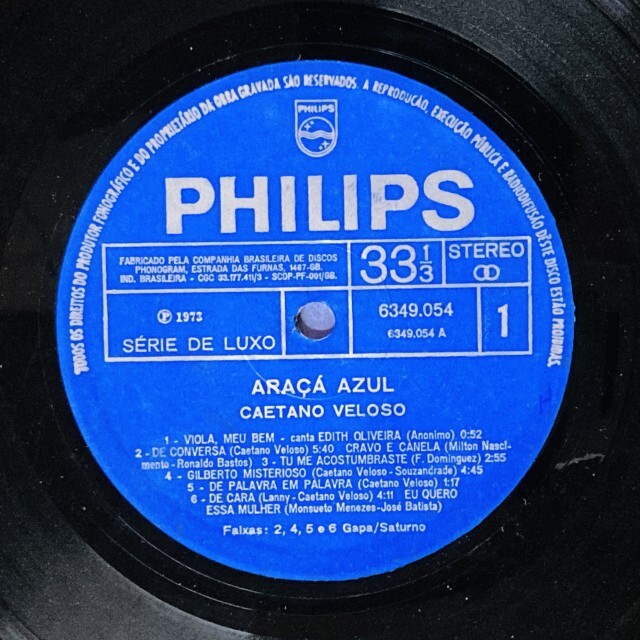 TODOS OS DIREITOS DO PRODUTOR FONOGRÁFICO E DO PROPRIETÁRIO DA OBRA GRAVADA SÃO RESERVADOS. A REPRODUÇÃO, EXECUÇÃO PÚBLICA E RADIODIFUSÃO DÊSTE DISCO ESTÃO PROIBIDAS.
PHILIPS
PHILIPS
FABRICADO PELA COMPANHIA BRASILEIRA DE DISCOS
PHONOGRAM, ESTRADA DAS FURNAS, 1467-GB.
IND. BRASILEIRA - CGC 33.177.411/3 - SCDP-PF-001/GB.
33 1/3
STEREO
℗ 1973
SÉRIE DE LUXO
6349.054
6349.054 A
1
ARAÇÁ AZUL
CAETANO VELOSO
1 - VIOLA, MEU BEM - canta EDITH OLIVEIRA (Anonimo) 0:52
2 - DE CONVERSA (Caetano Veloso) 5:40 CRAVO E CANELA (Milton Nasci-
mento-Ronaldo Bastos) 3 - TU ME ACOSTUMBRASTE (F. Dominguez) 2:55
4 - GILBERTO MISTERIOSO (Caetano Veloso-Souzandrade) 4:45
5 - DE PALAVRA EM PALAVRA (Caetano Veloso) 1:17
6 - DE CARA (Lanny-Caetano Veloso) 4:11 EU QUERO
ESSA MULHER (Monsueto Menezes-José Batista)
Faixas: 2, 4, 5 e 6 Gapa/Saturno